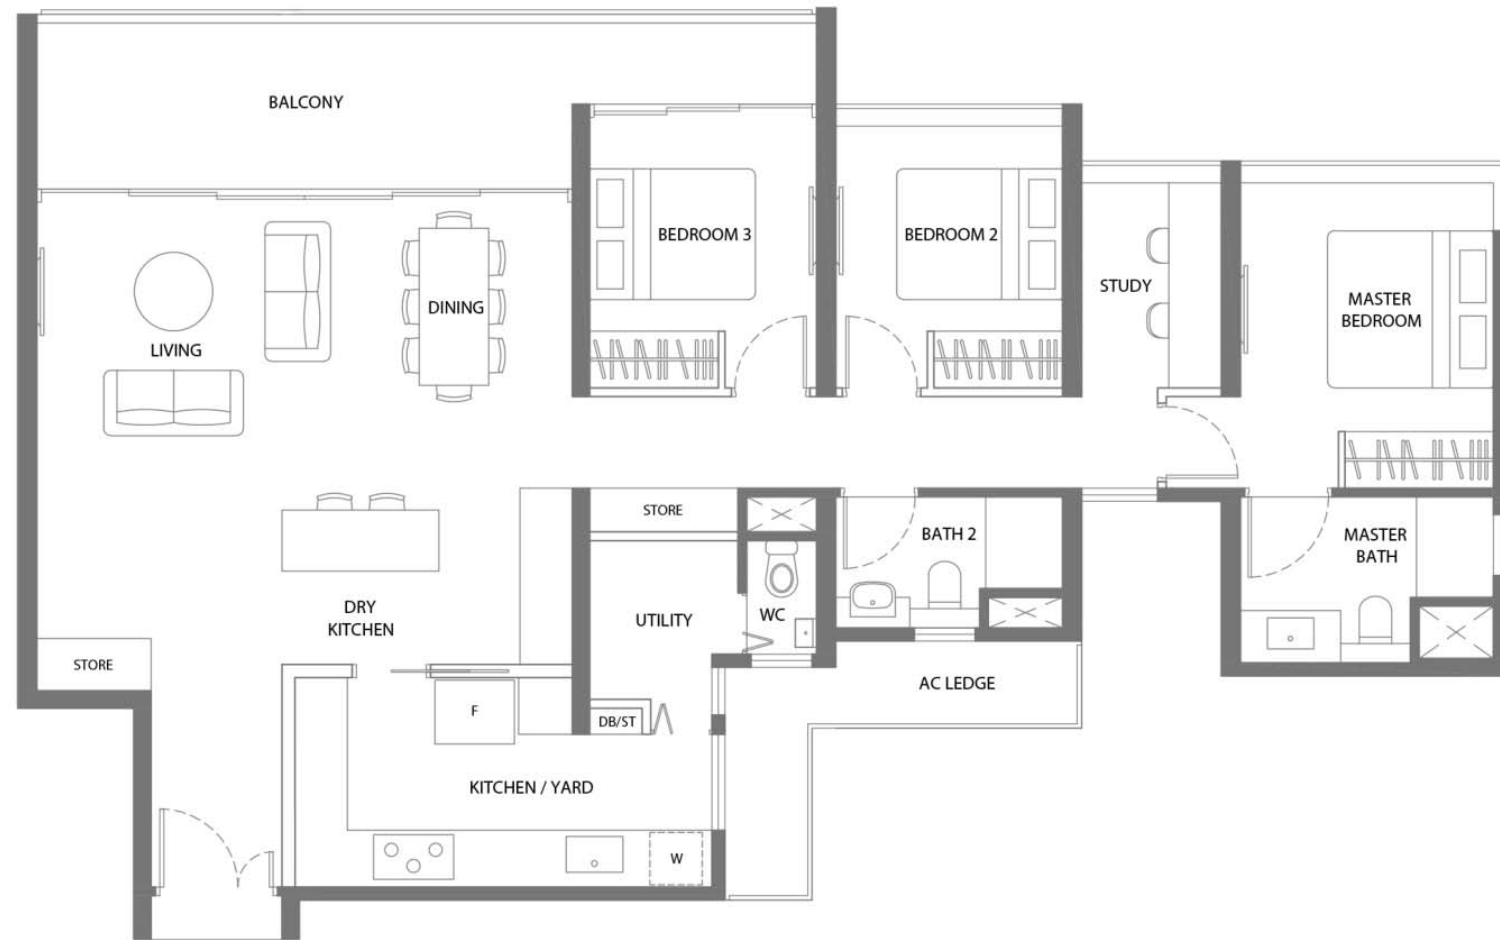 BALCONY
BEDROOM 3
BEDROOM 2
STUDY
MASTER
BEDROOM
DINING
LIVING
STORE
BATH 2
MASTER
BATH
DRY
KITCHEN
UTILITY
WC
STORE
AC LEDGE
F
DB/ST
KITCHEN / YARD
W